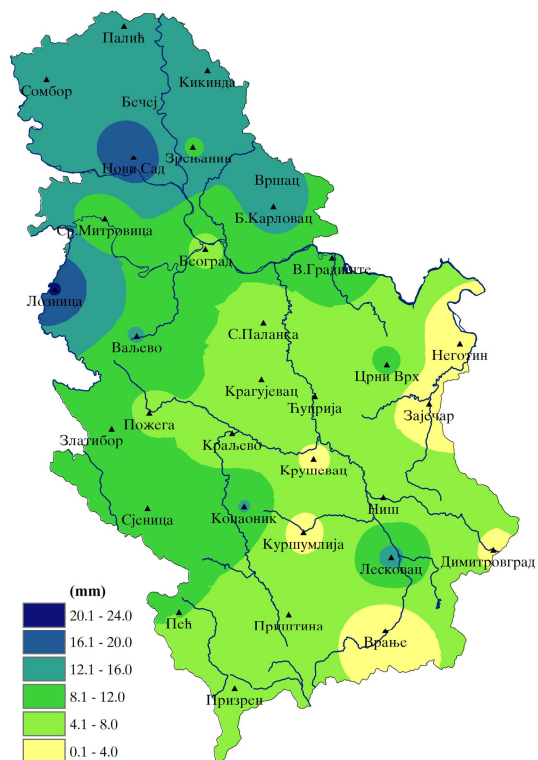 Палић
Сомбор
Кикинда
Бечеј
Зрењанин
Нови Сад
Вршац
Б.Карловац
Ср.Митровица
Београд
В.Градиште
Лозница
С.Паланка
Ваљево
Неготин
Црни Врх
Крагујевац
Ћуприја
Зајечар
Пожега
Златибор
Краљево
Крушевац
Сјеница
Копаоник
Ниш
Куршумлија
Лесковац
Димитровград
Пећ
Приштина
Врање
Призрен
(mm)
20.1 - 24.0
16.1 - 20.0
12.1 - 16.0
8.1 - 12.0
4.1 - 8.0
0.1 - 4.0